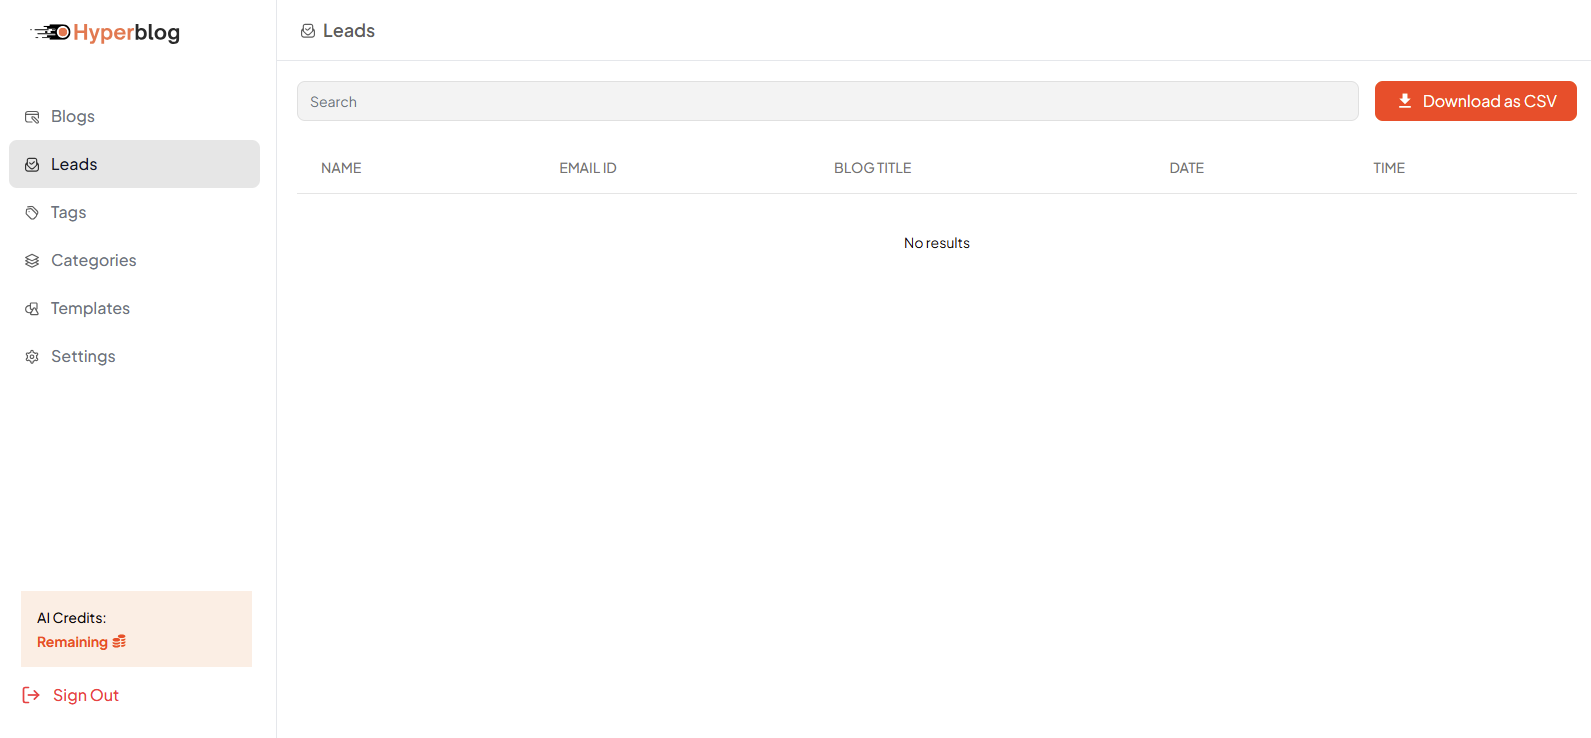 Hyperblog
Blogs
Leads
Tags
Categories
Templates
Settings
AI Credits:
Remaining
Sign Out
Leads
Search
Download as CSV
NAME EMAIL ID BLOG TITLE DATE TIME
No results